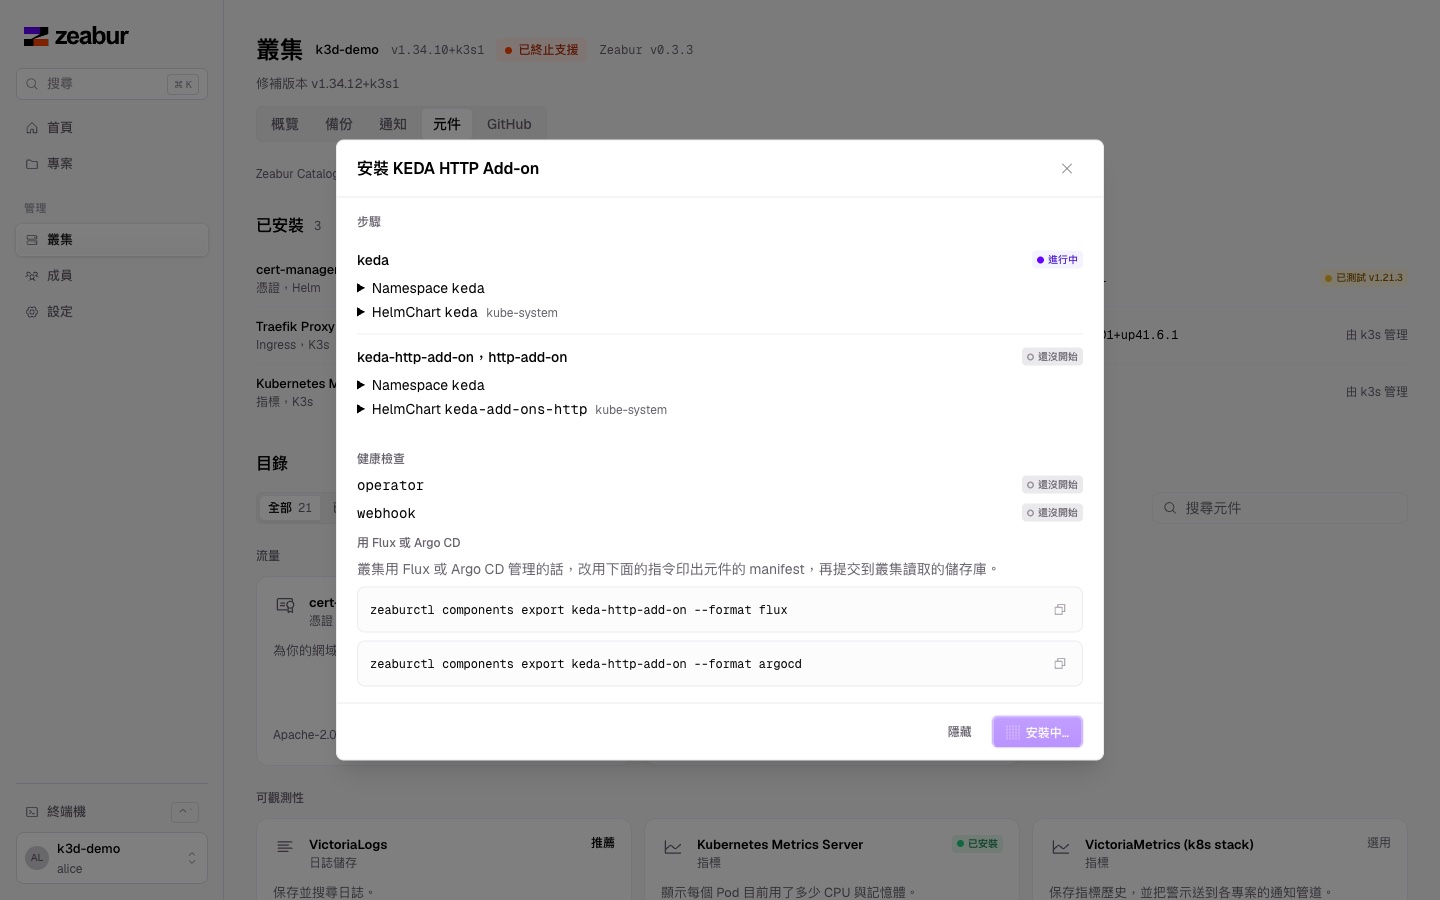 zeabur
搜尋
⌘ K
首頁
專案
管理
叢集
成員
設定
終端機
AL
k3d-demo
alice
叢集 k3d-demo v1.34.10+k3s1 已終止支援 Zeabur v0.3.3
修補版本 v1.34.12+k3s1
概覽 備份 通知 元件 GitHub
Zeabur Catalog
已安裝 3
cert-manager
憑證，Helm
已測試 v1.21.3
Traefik Proxy
Ingress，K3s
+up41.6.1
由 k3s 管理
Kubernetes M
指標，K3s
由 k3s 管理
目錄
全部 21
搜尋元件
流量
cert-
憑證
為你的網域
Apache-2.0
安裝 KEDA HTTP Add-on
步驟
keda 進行中
Namespace keda
HelmChart keda kube-system
keda-http-add-on，http-add-on 還沒開始
Namespace keda
HelmChart keda-add-ons-http kube-system
健康檢查
operator 還沒開始
webhook 還沒開始
用 Flux 或 Argo CD
叢集用 Flux 或 Argo CD 管理的話，改用下面的指令印出元件的 manifest，再提交到叢集讀取的儲存庫。
zeaburctl components export keda-http-add-on --format flux
zeaburctl components export keda-http-add-on --format argocd
隱藏 安裝中…
可觀測性
VictoriaLogs 推薦
日誌儲存
保存並搜尋日誌。
Kubernetes Metrics Server 已安裝
指標
顯示每個 Pod 目前用了多少 CPU 與記憶體。
VictoriaMetrics (k8s stack) 選用
指標
保存指標歷史，並把警示送到各專案的通知管道。